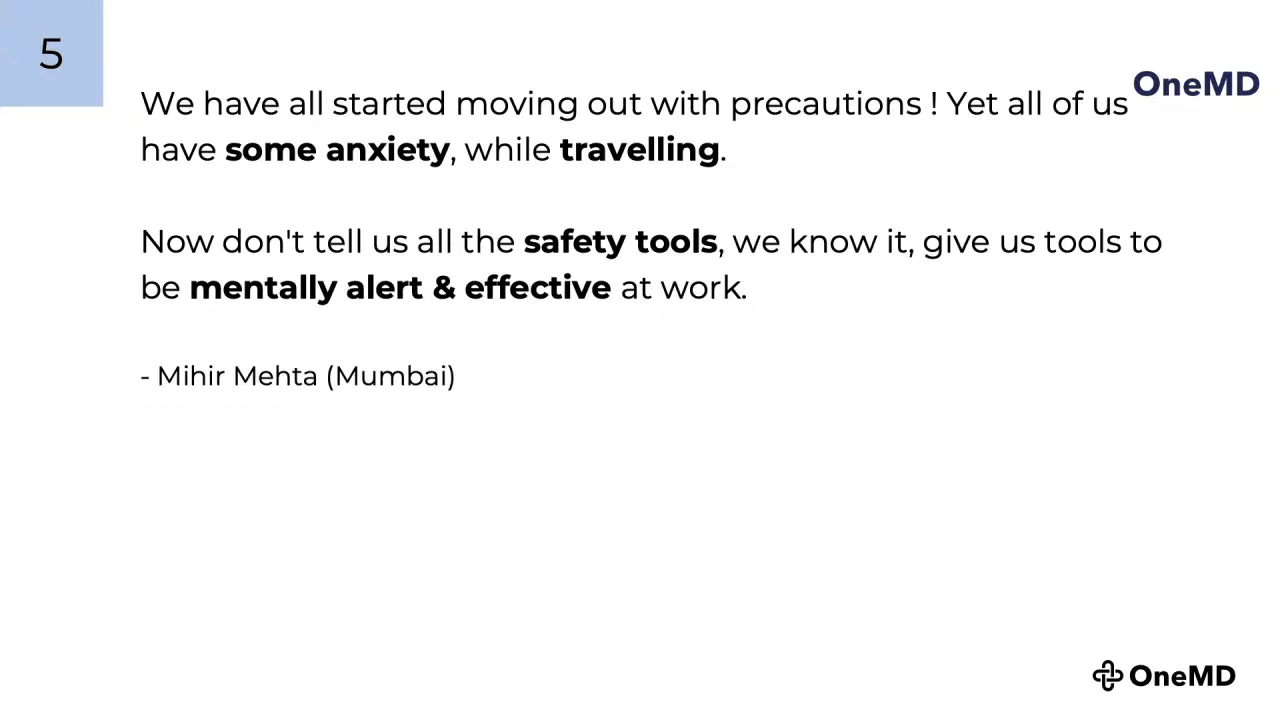 5
OneMD
We have all started moving out with precautions ! Yet all of us
have some anxiety, while travelling.
Now don't tell us all the safety tools, we know it, give us tools to
be mentally alert & effective at work.
- Mihir Mehta (Mumbai)
OneMD